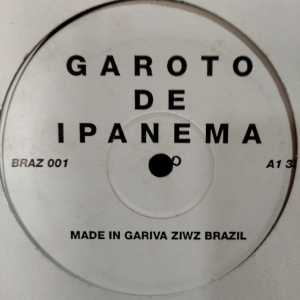 GAROTO
DE
IPANEMA
BRAZ 001
A1 3
MADE IN GARIVA ZIWZ BRAZIL